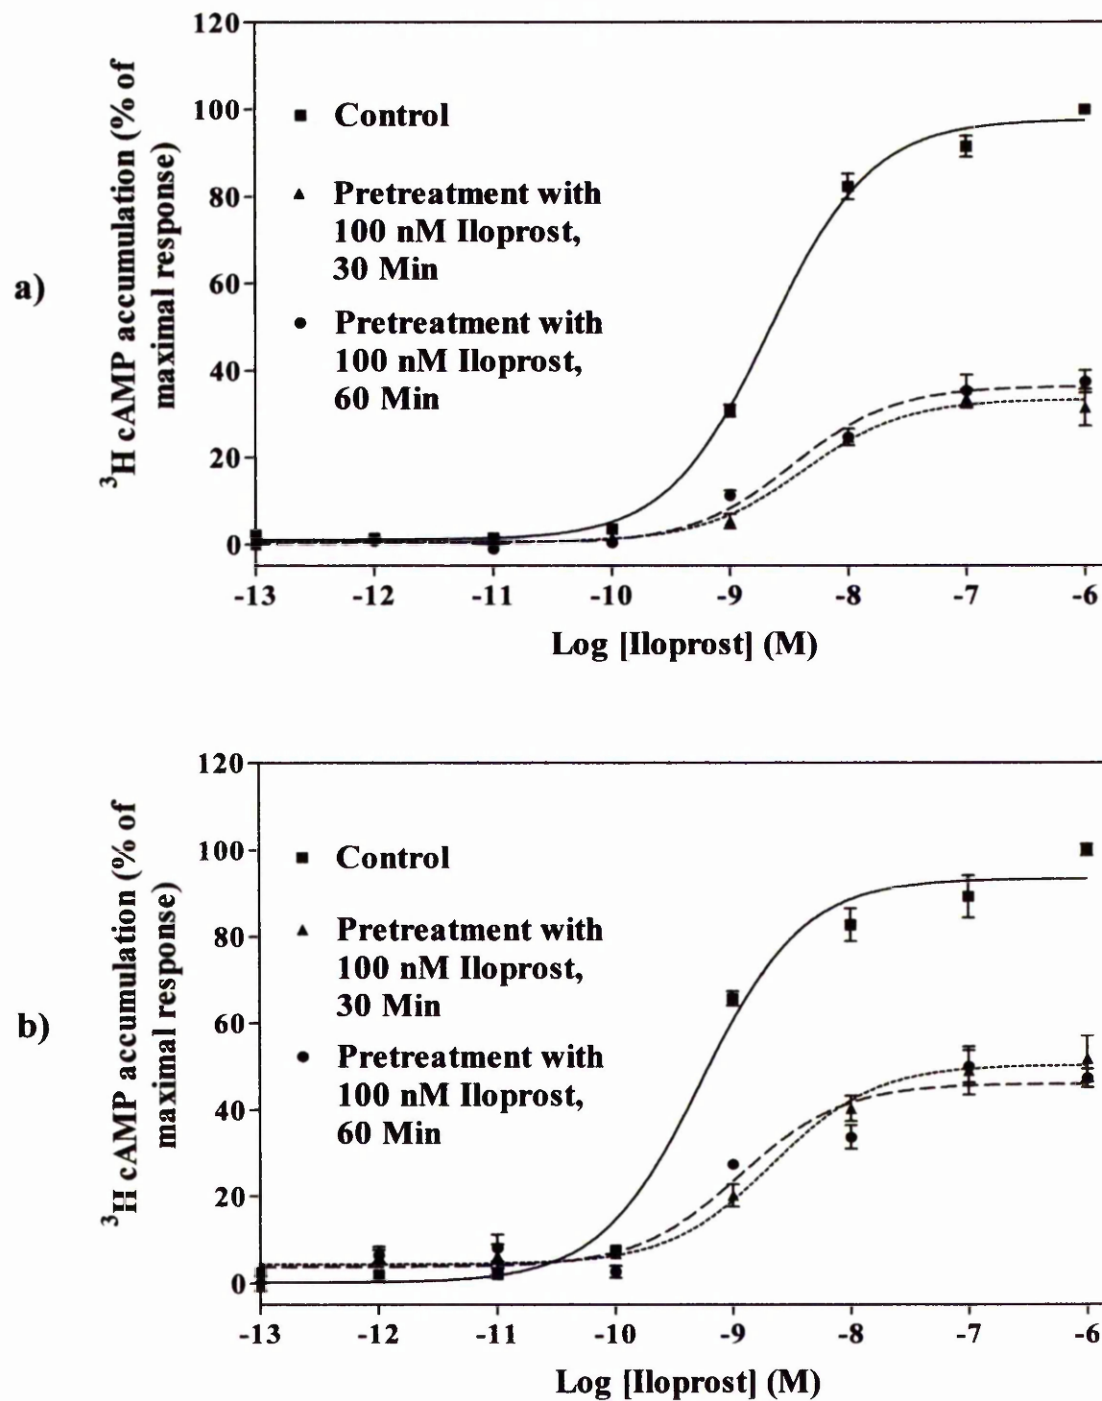 a)
³H cAMP accumulation (% of
maximal response)
120
100
80
60
40
20
0
Control
Pretreatment with
100 nM Iloprost,
30 Min
Pretreatment with
100 nM Iloprost,
60 Min
-13 -12 -11 -10 -9 -8 -7 -6
Log [Iloprost] (M)
b)
³H cAMP accumulation (% of
maximal response)
120
100
80
60
40
20
0
Control
Pretreatment with
100 nM Iloprost,
30 Min
Pretreatment with
100 nM Iloprost,
60 Min
-13 -12 -11 -10 -9 -8 -7 -6
Log [Iloprost] (M)